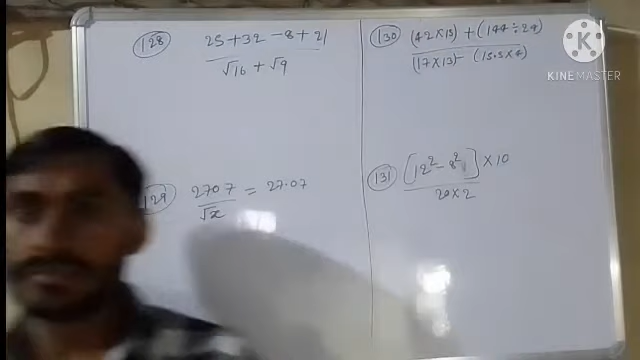 128 25+32-8+21
√16 + √9
129 2707 = 27.07
√x
130 (42×13) + (144÷24)
(17×13) - (15.5×4)
131 [12² - 8²] ×10
20×2
KINEMASTER